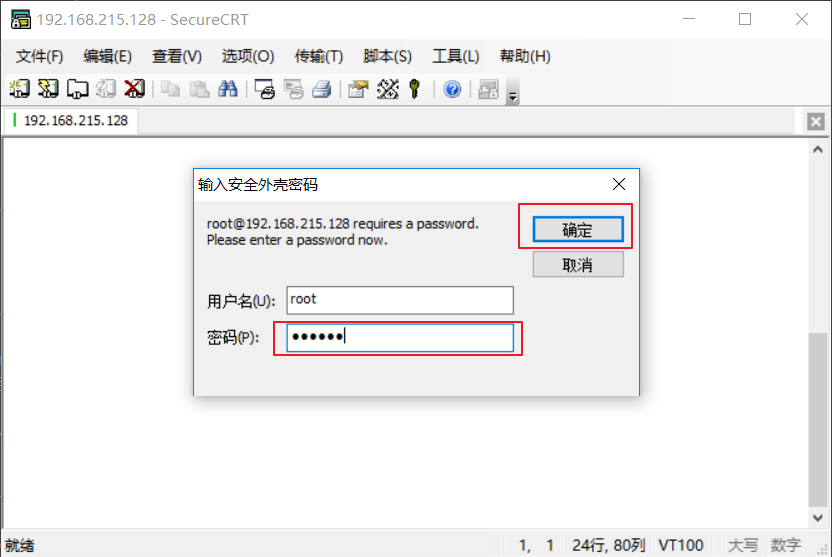 192.168.215.128 - SecureCRT
文件(F) 编辑(E) 查看(V) 选项(O) 传输(T) 脚本(S) 工具(L) 帮助(H)
192.168.215.128
输入安全外壳密码
root@192.168.215.128 requires a password.
Please enter a password now.
确定
取消
用户名(U): root
密码(P): ●●●●●●
就绪 1, 1 24行, 80列 VT100 大写 数字